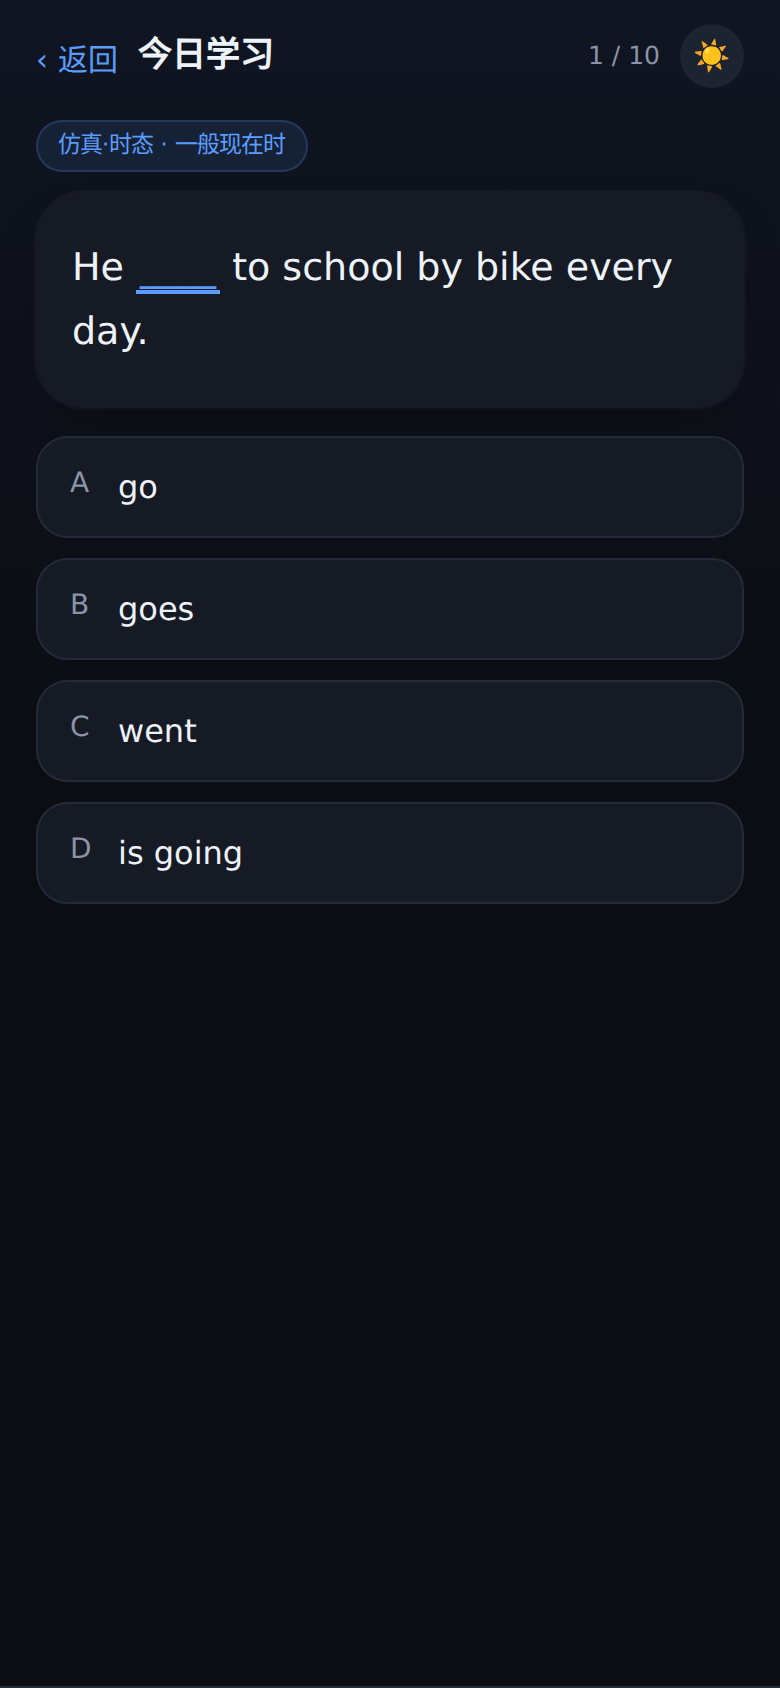 ‹ 返回 今日学习 1 / 10
仿真·时态 · 一般现在时
He ____ to school by bike every
day.
A go
B goes
C went
D is going